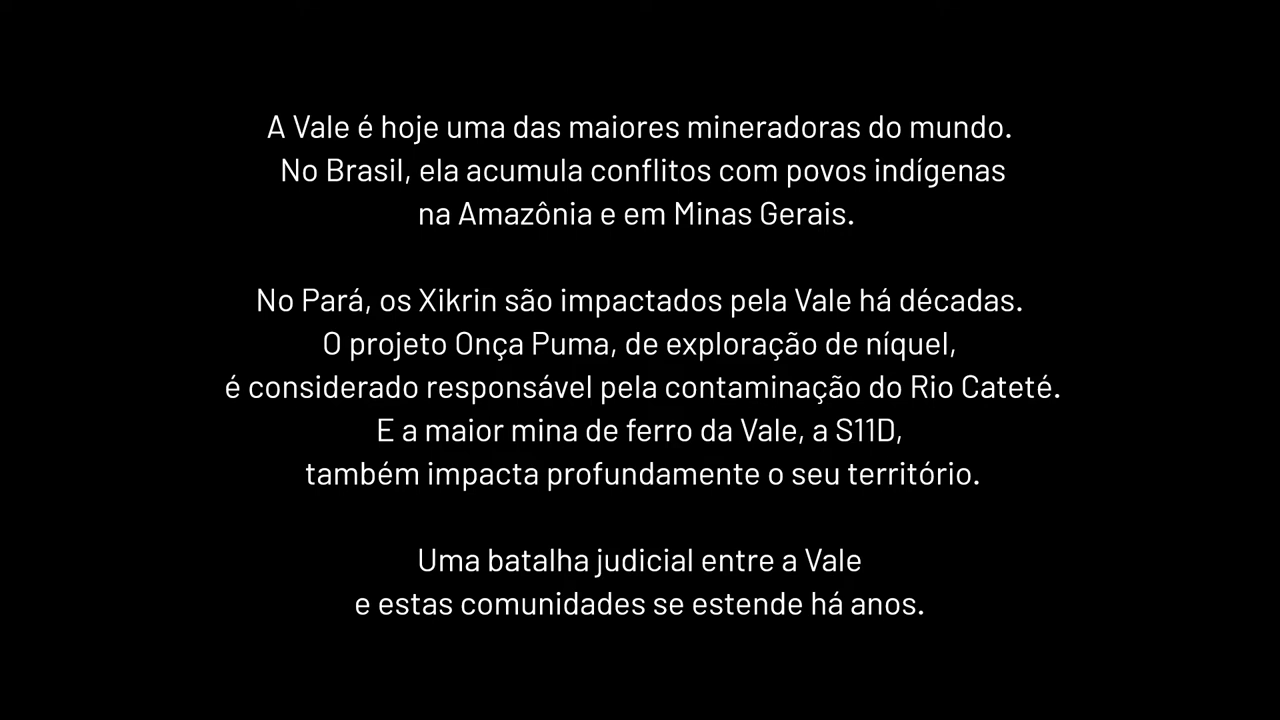 A Vale é hoje uma das maiores mineradoras do mundo.
No Brasil, ela acumula conflitos com povos indígenas
na Amazônia e em Minas Gerais.
No Pará, os Xikrin são impactados pela Vale há décadas.
O projeto Onça Puma, de exploração de níquel,
é considerado responsável pela contaminação do Rio Cateté.
E a maior mina de ferro da Vale, a S11D,
também impacta profundamente o seu território.
Uma batalha judicial entre a Vale
e estas comunidades se estende há anos.